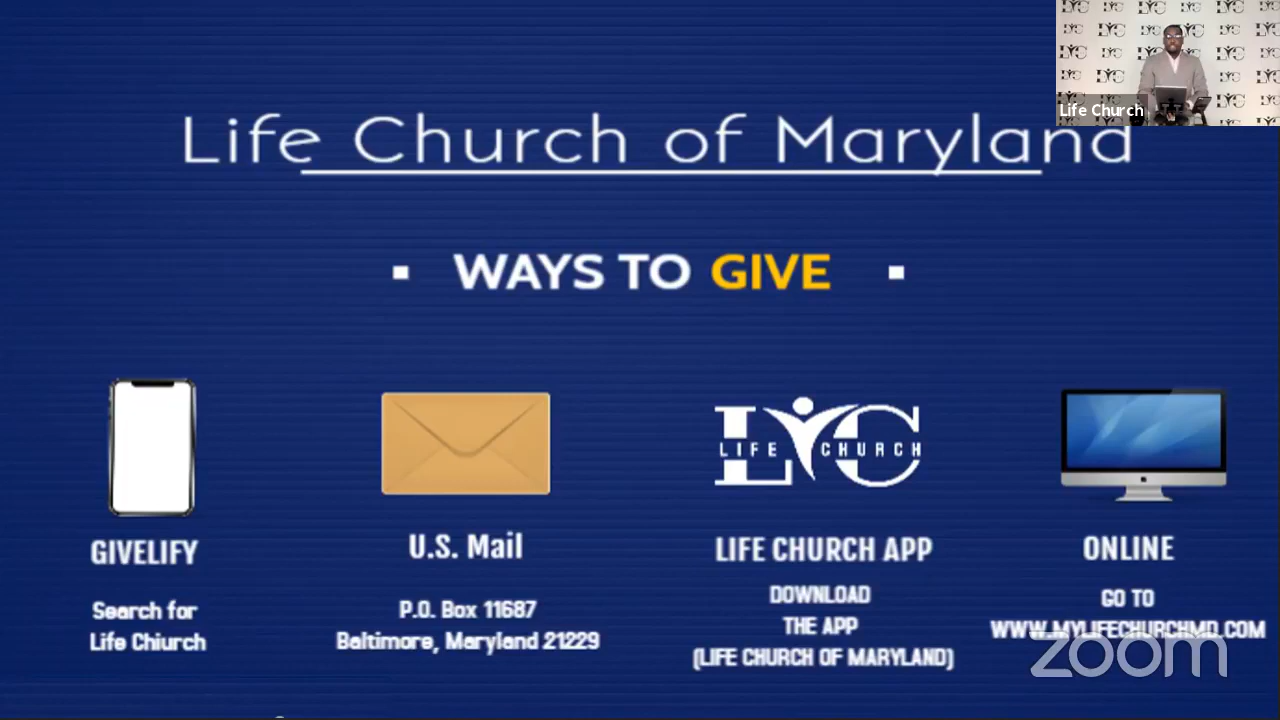 Life Church
Life Church of Maryland
WAYS TO GIVE
LIFE CHURCH
GIVELIFY
Search for
Life Chiurch
U.S. Mail
P.O. Box 11687
Baltimore, Maryland 21229
LIFE CHURCH APP
DOWNLOAD
THE APP
(LIFE CHURCH OF MARYLAND)
ONLINE
GO TO
WWW.MYLIFECHURCHMD.COM
zoom